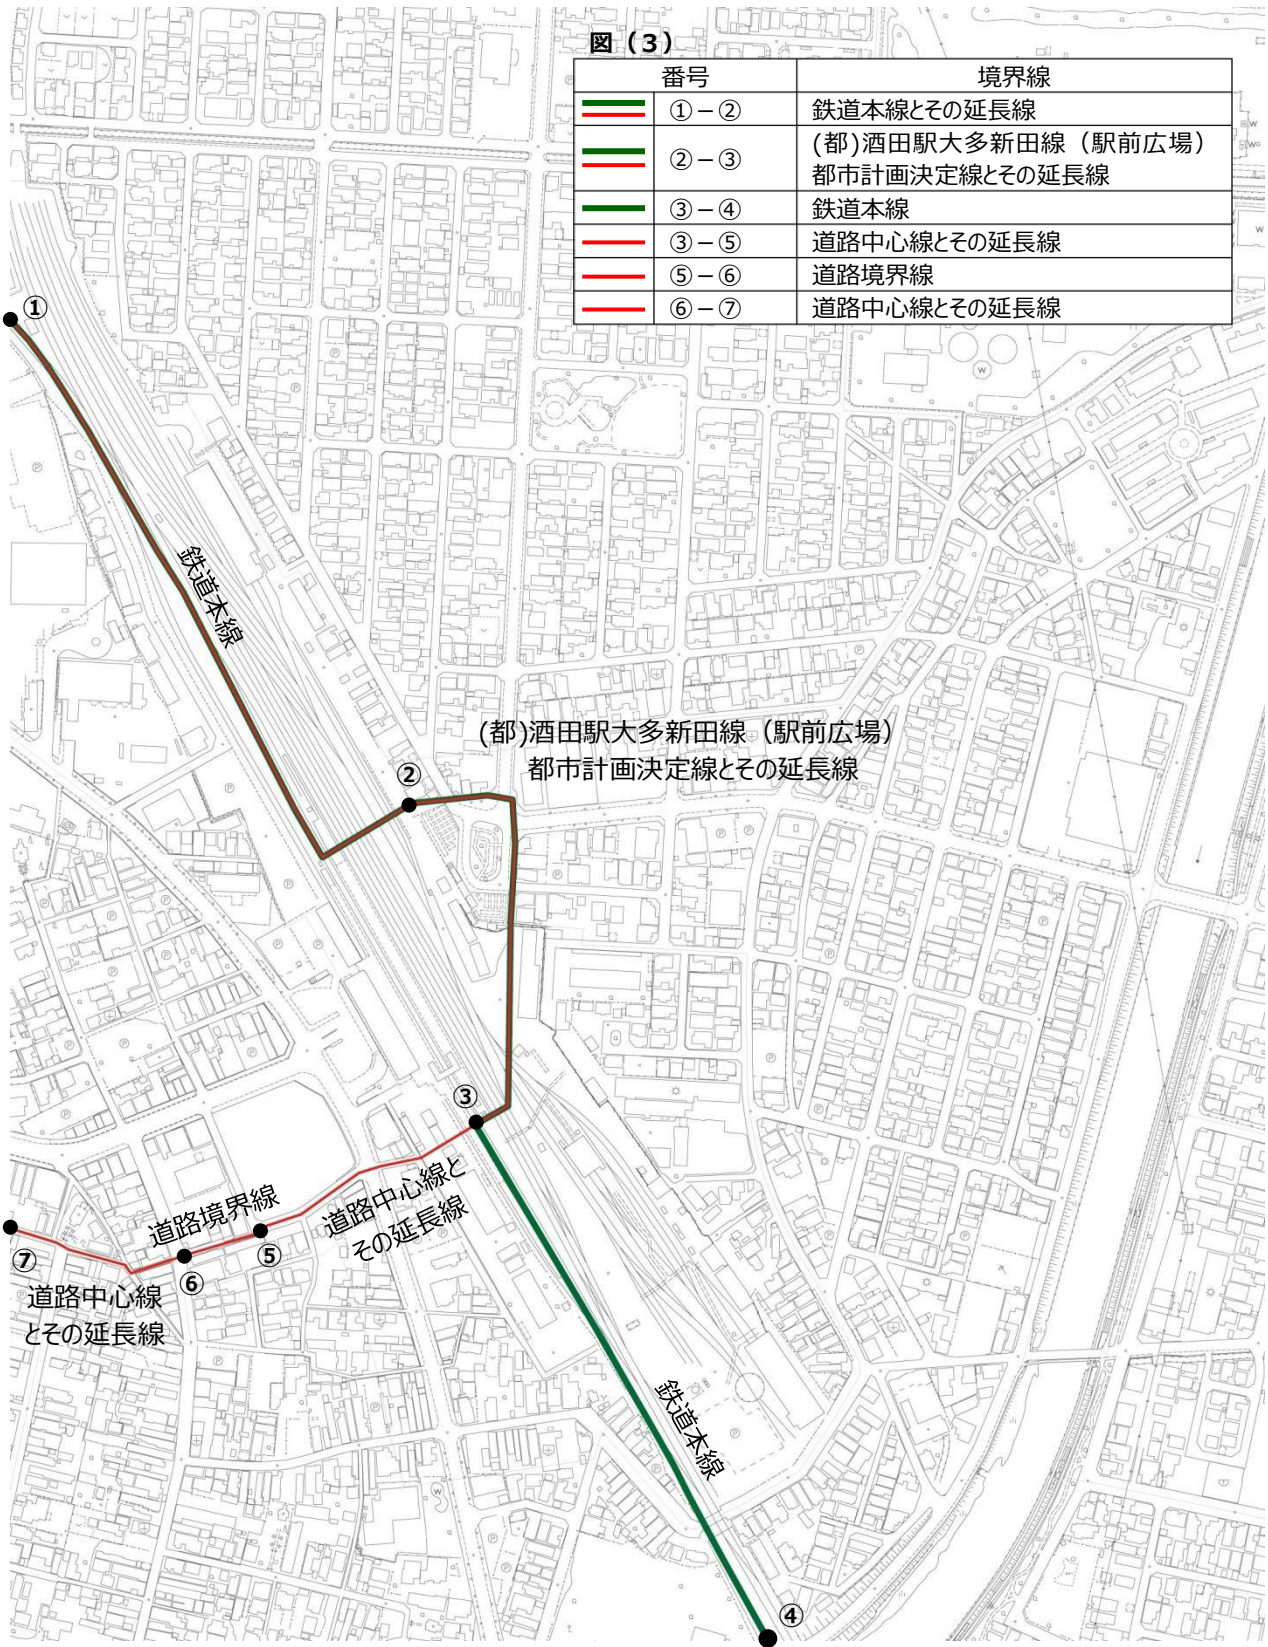 図（3）
番号 境界線
①－② 鉄道本線とその延長線
②－③ (都)酒田駅大多新田線（駅前広場）
都市計画決定線とその延長線
③－④ 鉄道本線
③－⑤ 道路中心線とその延長線
⑤－⑥ 道路境界線
⑥－⑦ 道路中心線とその延長線
①
鉄道本線
(都)酒田駅大多新田線（駅前広場）
都市計画決定線とその延長線
②
③
道路中心線と
その延長線
道路境界線
⑤
⑥
⑦
道路中心線
とその延長線
鉄道本線
④